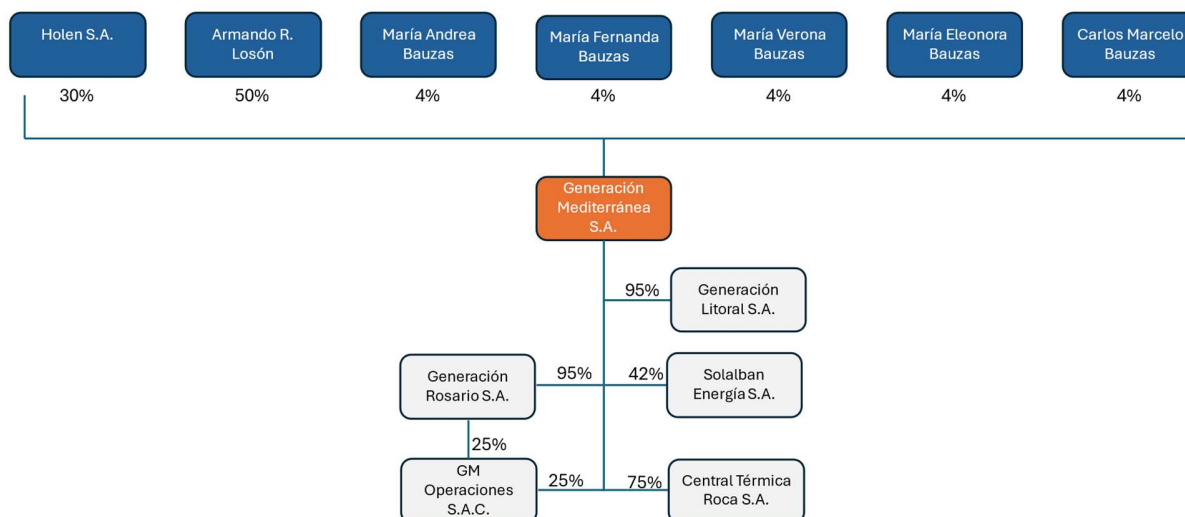 Holen S.A.
Armando R.
Losón
María Andrea
Bauzas
María Fernanda
Bauzas
María Verona
Bauzas
María Eleonora
Bauzas
Carlos Marcelo
Bauzas
30%
50%
4%
4%
4%
4%
4%
Generación
Mediterránea
S.A.
95%
Generación
Litoral S.A.
Generación
Rosario S.A.
95%
42%
Solalban
Energía S.A.
25%
GM
Operaciones
S.A.C.
25%
75%
Central Térmica
Roca S.A.